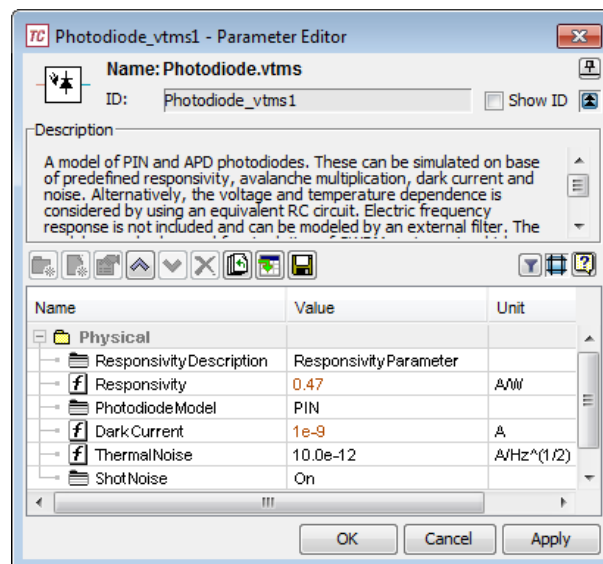 TC Photodiode_vtms1 - Parameter Editor
Name: Photodiode.vtms
ID: Photodiode_vtms1 Show ID
Description
A model of PIN and APD photodiodes. These can be simulated on base
of predefined responsivity, avalanche multiplication, dark current and
noise. Alternatively, the voltage and temperature dependence is
considered by using an equivalent RC circuit. Electric frequency
response is not included and can be modeled by an external filter. The
Name Value Unit
Physical
ResponsivityDescription ResponsivityParameter
f Responsivity 0.47 A/W
PhotodiodeModel PIN
f DarkCurrent 1e-9 A
f ThermalNoise 10.0e-12 A/Hz^(1/2)
ShotNoise On
OK Cancel Apply